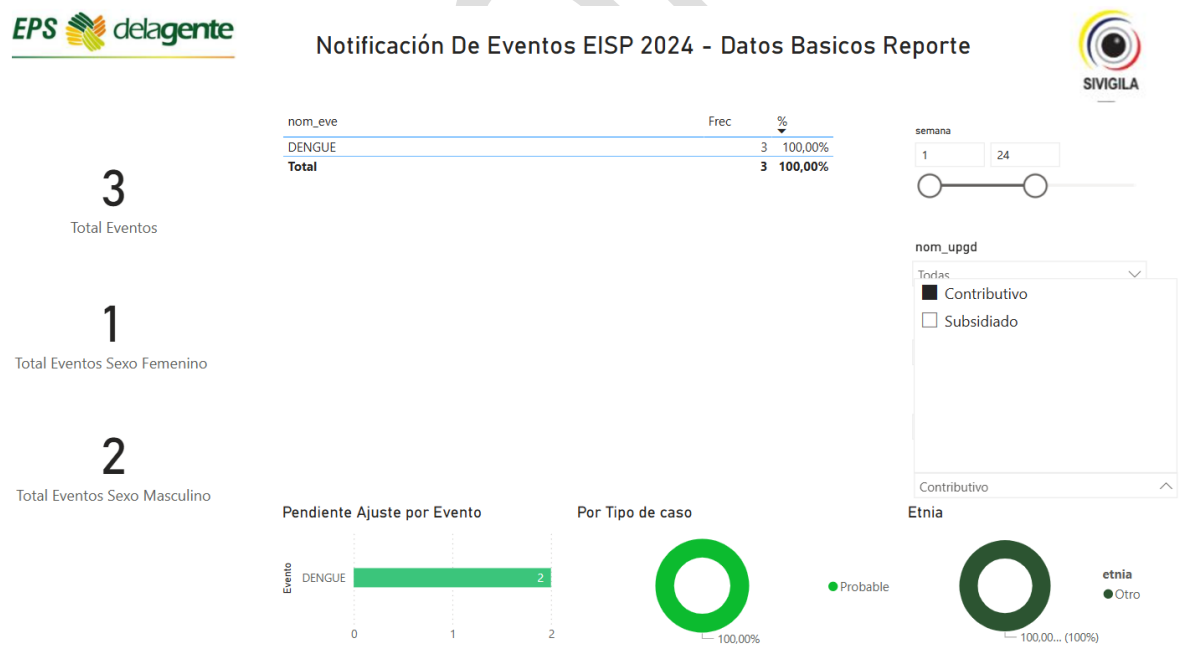 EPS delagente
Notificación De Eventos EISP 2024 - Datos Basicos Reporte
SIVIGILA
nom_eve Frec %
DENGUE 3 100,00%
Total 3 100,00%
semana
1 24
nom_upgd
Todas
Contributivo
Subsidiado
Contributivo
3
Total Eventos
1
Total Eventos Sexo Femenino
2
Total Eventos Sexo Masculino
Pendiente Ajuste por Evento
Evento
DENGUE 2
0 1 2
Por Tipo de caso
Probable
100,00%
Etnia
etnia
Otro
100,00... (100%)